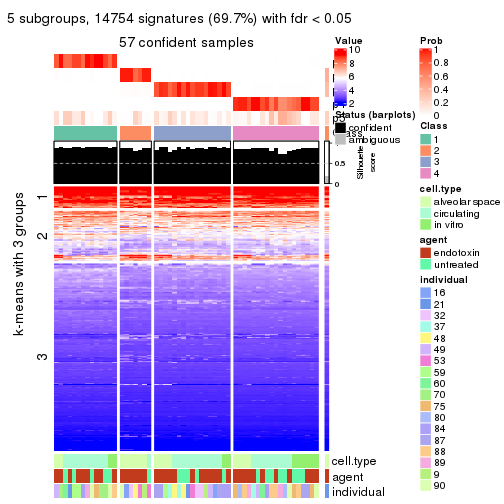 5 subgroups, 14754 signatures (69.7%) with fdr < 0.05
57 confident samples
k-means with 3 groups
1
2
3
Value
10
8
6
4
2
Status (barplots)
confident
ambiguous
1
0.5
0
Silhouette
score
Prob
1
0.8
0.6
0.4
0.2
0
Class
1
2
3
4
cell.type
alveolar space
circulating
in vitro
agent
endotoxin
untreated
individual
16
21
32
37
48
49
53
59
60
70
75
80
84
87
88
89
9
90
cell.type
agent
individual